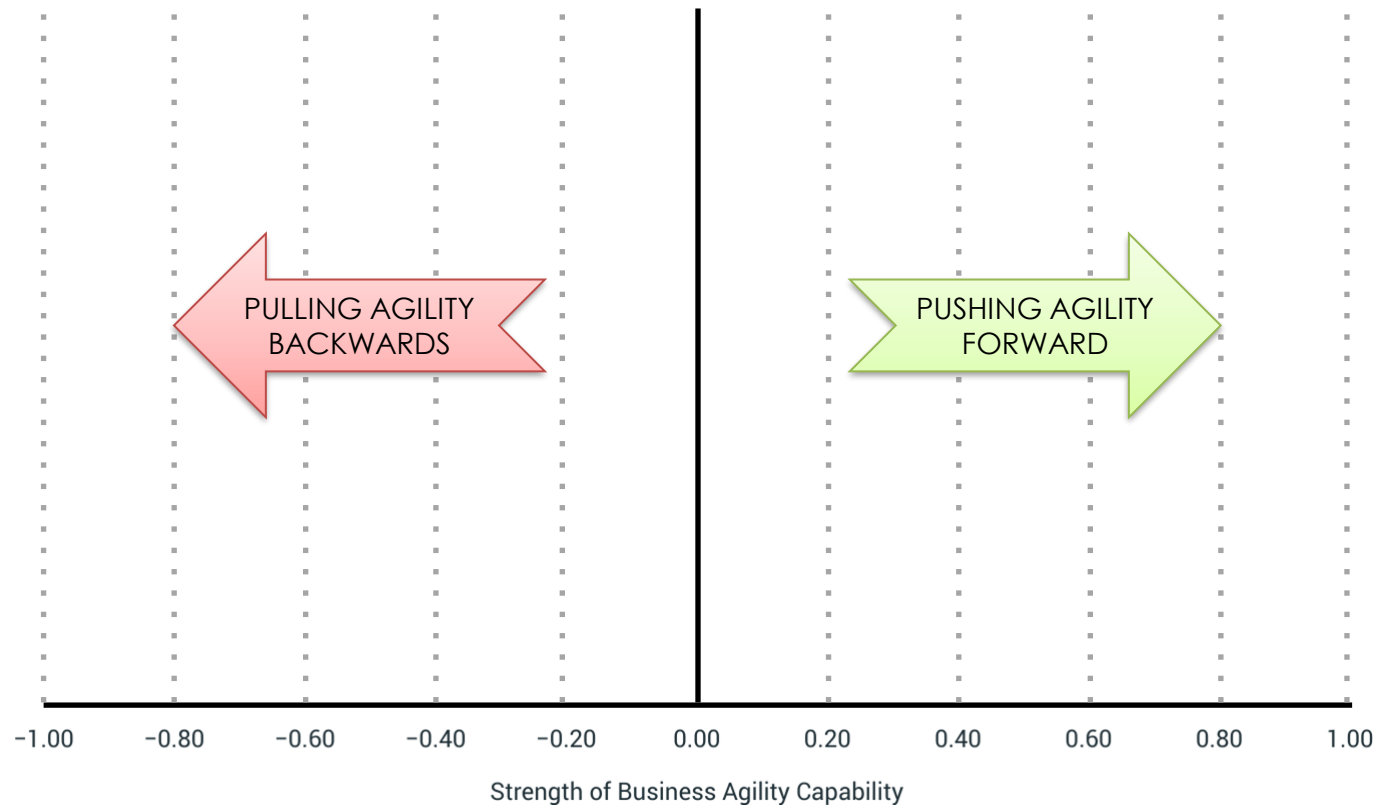 PULLING AGILITY
BACKWARDS
PUSHING AGILITY
FORWARD
−1.00 −0.80 −0.60 −0.40 −0.20 0.00 0.20 0.40 0.60 0.80 1.00
Strength of Business Agility Capability